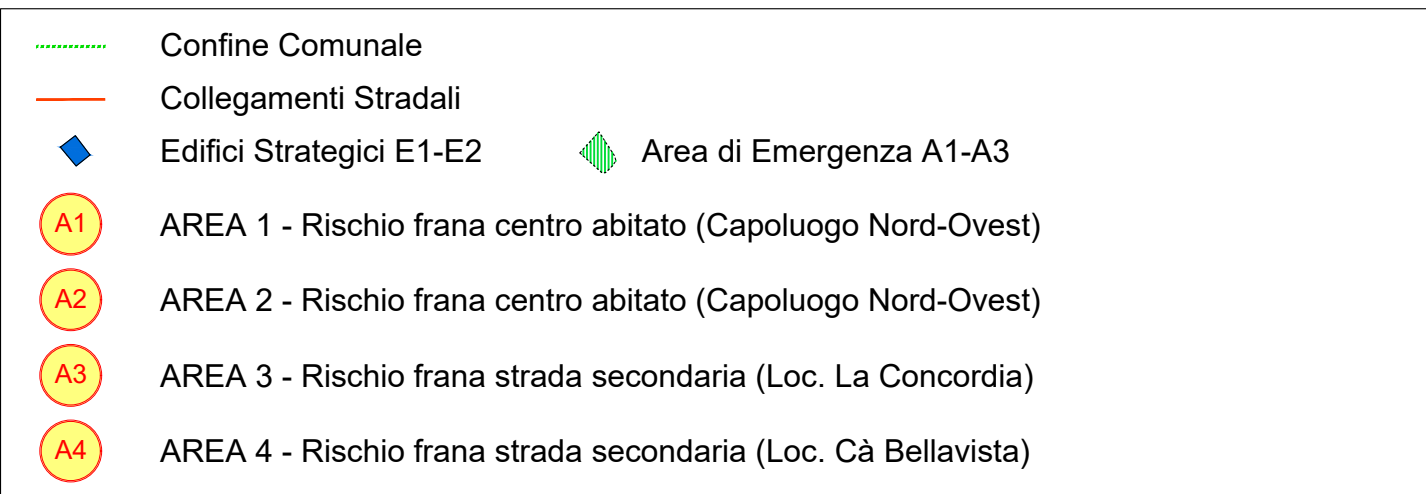 Confine Comunale
Collegamenti Stradali
Edifici Strategici E1-E2 Area di Emergenza A1-A3
A1 AREA 1 - Rischio frana centro abitato (Capoluogo Nord-Ovest)
A2 AREA 2 - Rischio frana centro abitato (Capoluogo Nord-Ovest)
A3 AREA 3 - Rischio frana strada secondaria (Loc. La Concordia)
A4 AREA 4 - Rischio frana strada secondaria (Loc. Cà Bellavista)